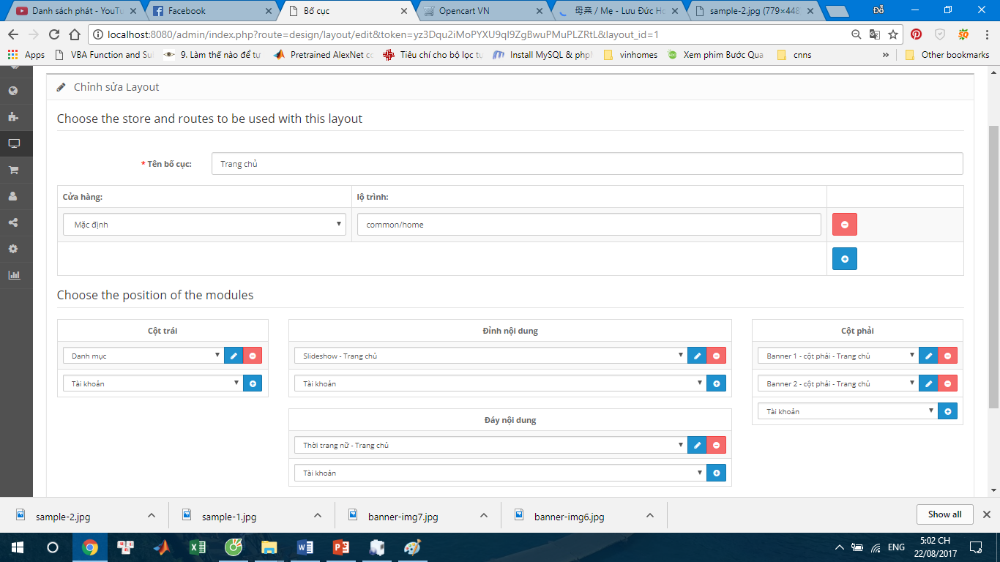 Danh sách phát - YouTu
Facebook
Bố cục
Opencart VN
母亲 / Mẹ - Lưu Đức Ho
sample-2.jpg (779×448
Đỗ
localhost:8080/admin/index.php?route=design/layout/edit&token=yz3Dqu2iMoPYXU9qI9ZgBwuPMuPLZRtL&layout_id=1
Apps
VBA Function and Su
9. Làm thế nào để tự
Pretrained AlexNet co
Tiêu chí cho bộ lọc tụ
Install MySQL & php
vinhomes
Xem phim Bước Qua
cnns
»
Other bookmarks
Chỉnh sửa Layout
Choose the store and routes to be used with this layout
* Tên bố cục:
Trang chủ
Cửa hàng:
lộ trình:
Mặc định
common/home
Choose the position of the modules
Cột trái
Danh mục
Tài khoản
Đỉnh nội dung
Slideshow - Trang chủ
Tài khoản
Đáy nội dung
Thời trang nữ - Trang chủ
Tài khoản
Cột phải
Banner 1 - cột phải - Trang chủ
Banner 2 - cột phải - Trang chủ
Tài khoản
sample-2.jpg
sample-1.jpg
banner-img7.jpg
banner-img6.jpg
Show all
ENG
5:02 CH
22/08/2017